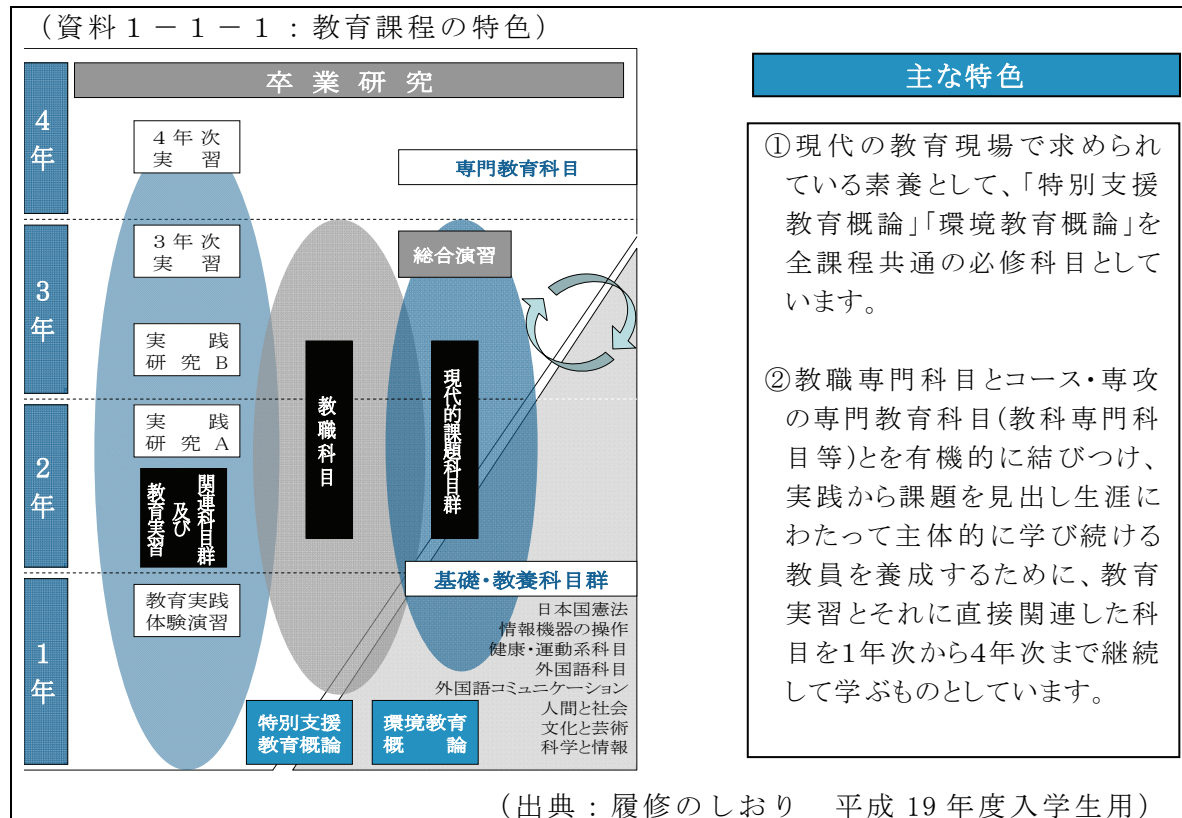 (資料1-1-1:教育課程の特色)
卒業研究
4年
4年次
実習
専門教育科目
3年
3年次
実習
総合演習
実践
研究B
教職科目
現代的課題科目群
2年
実践
研究A
教育実習
及び
関連科目群
基礎・教養科目群
1年
教育実践
体験演習
日本国憲法
情報機器の操作
健康・運動系科目
外国語科目
外国語コミュニケーション
人間と社会
文化と芸術
科学と情報
特別支援
教育概論
環境教育
概論
主な特色
①現代の教育現場で求められ
ている素養として、「特別支援
教育概論」「環境教育概論」を
全課程共通の必修科目として
います。
②教職専門科目とコース・専攻
の専門教育科目(教科専門科
目等)とを有機的に結びつけ、
実践から課題を見出し生涯に
わたって主体的に学び続ける
教員を養成するために、教育
実習とそれに直接関連した科
目を1年次から4年次まで継続
して学ぶものとしています。
(出典:履修のしおり 平成19年度入学生用)